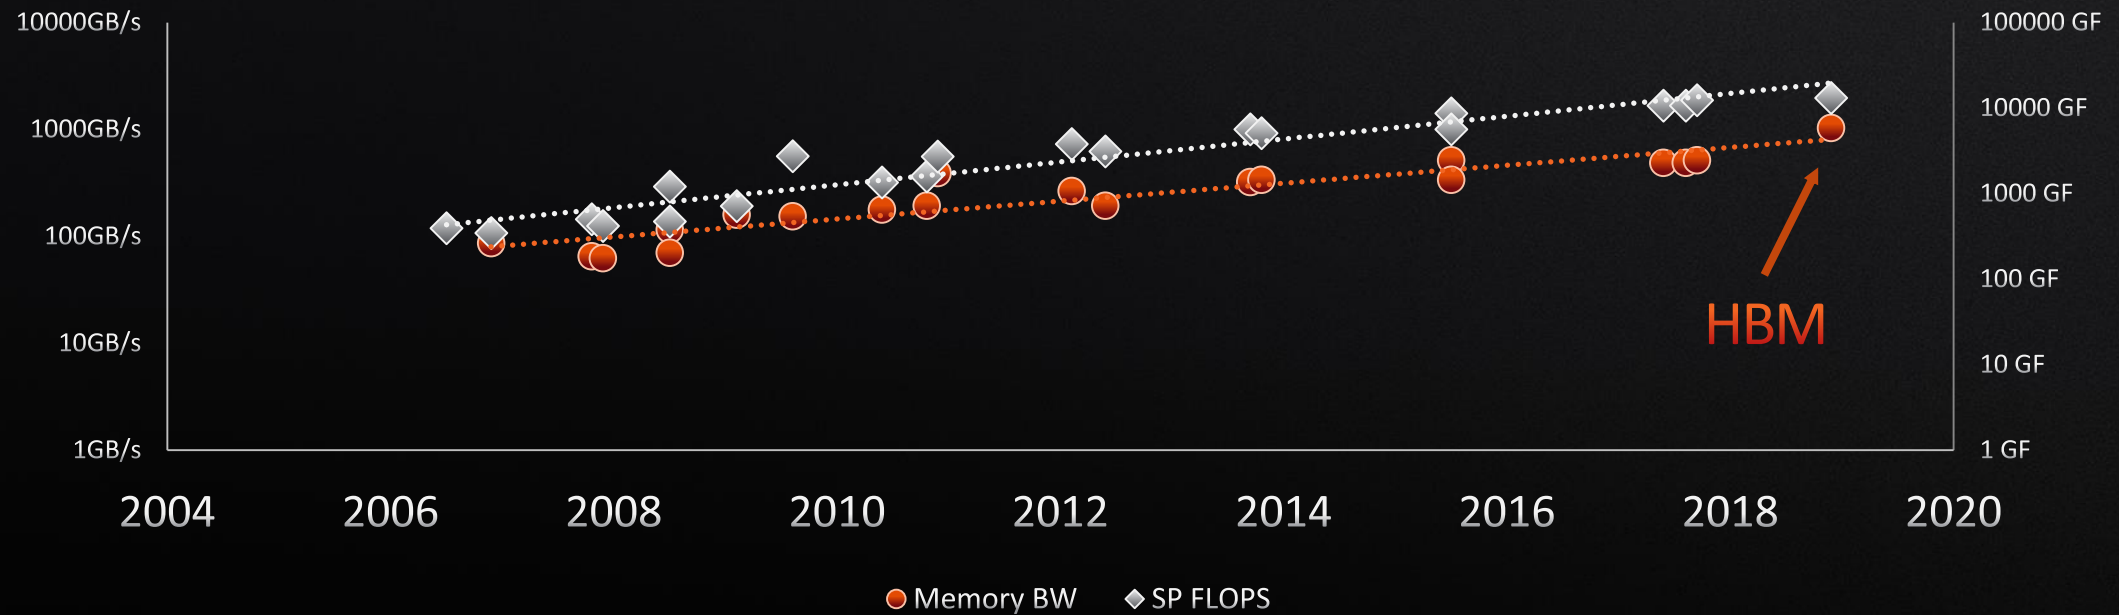 10000GB/s
1000GB/s
100GB/s
10GB/s
1GB/s
100000 GF
10000 GF
1000 GF
100 GF
10 GF
1 GF
HBM
2004 2006 2008 2010 2012 2014 2016 2018 2020
Memory BW SP FLOPS